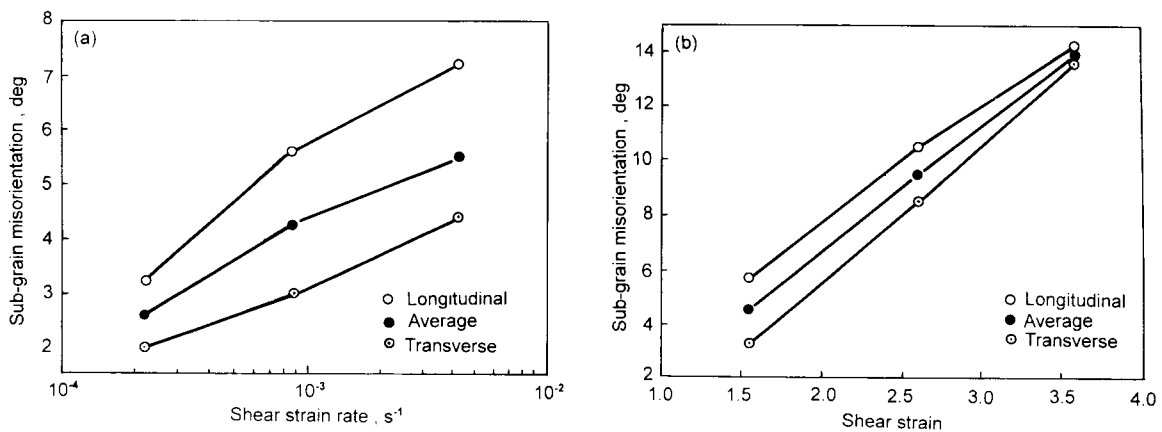 (a)
8
7
6
5
4
3
2
Sub-grain misorientation , deg
Longitudinal
Average
Transverse
10⁻⁴
10⁻³
10⁻²
Shear strain rate , s⁻¹
(b)
14
12
10
8
6
4
2
Sub-grain misorientation, deg
Longitudinal
Average
Transverse
1.0
1.5
2.0
2.5
3.0
3.5
4.0
Shear strain